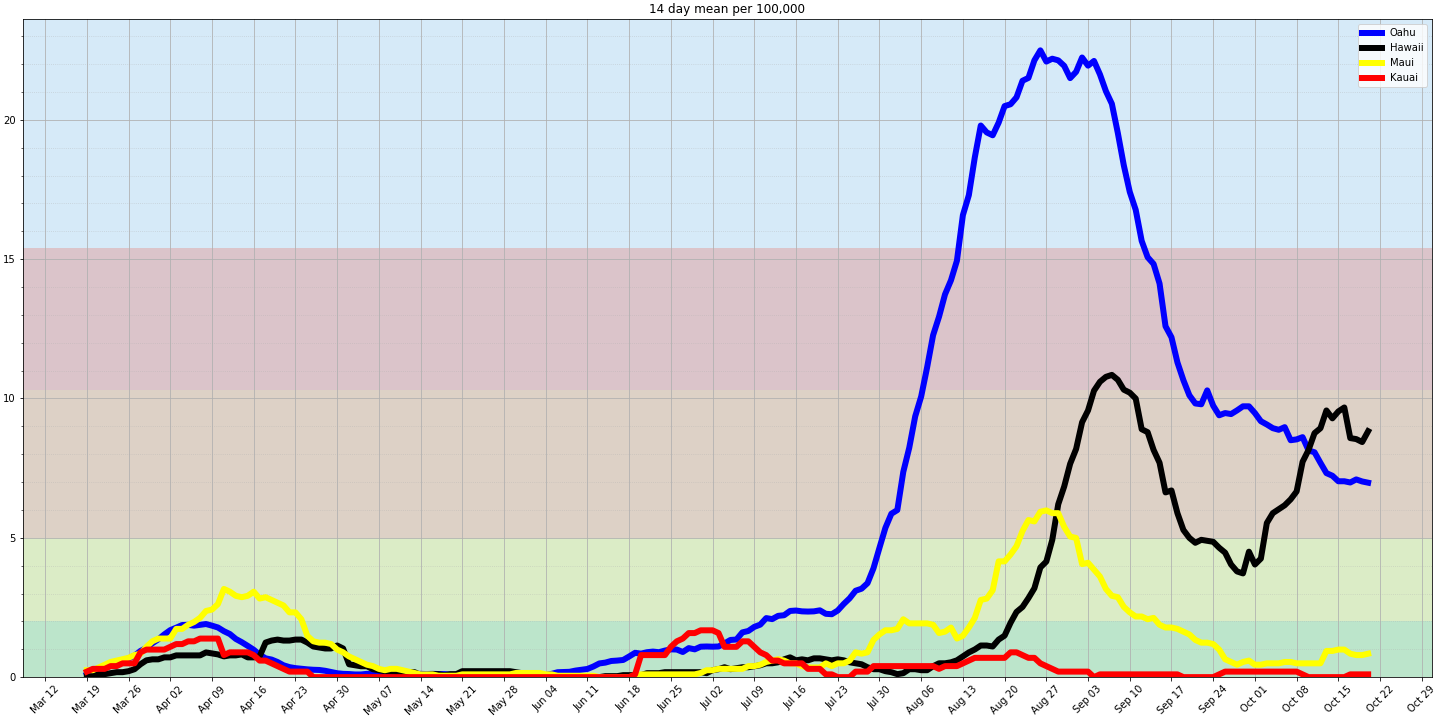 14 day mean per 100,000
Oahu
Hawaii
Maui
Kauai
20
15
10
5
0
Mar 12
Mar 19
Mar 26
Apr 02
Apr 09
Apr 16
Apr 23
Apr 30
May 07
May 14
May 21
May 28
Jun 04
Jun 11
Jun 18
Jun 25
Jul 02
Jul 09
Jul 16
Jul 23
Jul 30
Aug 06
Aug 13
Aug 20
Aug 27
Sep 03
Sep 10
Sep 17
Sep 24
Oct 01
Oct 08
Oct 15
Oct 22
Oct 29